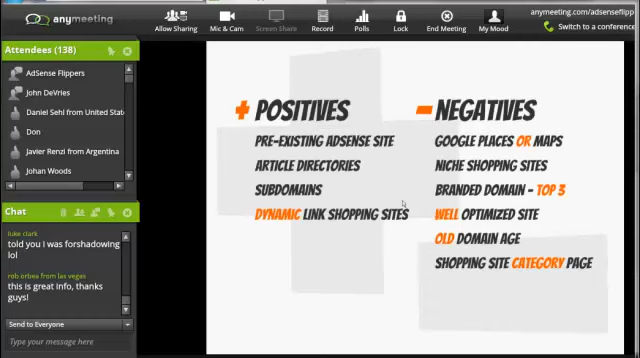 anymeeting
Allow Sharing
Mic & Cam
Screen Share
Record
Polls
Lock
End Meeting
My Mood
anymeeting.com/adsenseflipp
Switch to a conference
Attendees (138)
AdSense Flippers
John DeVries
Daniel Sehl from United State
Don
Javier Renzi from Argentina
Johan Woods
Chat
luke clark
told you I was forshadowing
lol
rob orbea from las veges
this is great info, thanks
guys!
Send to Everyone
Type your message here
+ POSITIVES
PRE-EXISTING ADSENSE SITE
ARTICLE DIRECTORIES
SUBDOMAINS
DYNAMIC LINK SHOPPING SITES
- NEGATIVES
GOOGLE PLACES OR MAPS
NICHE SHOPPING SITES
BRANDED DOMAIN - TOP 3
WELL OPTIMIZED SITE
OLD DOMAIN AGE
SHOPPING SITE CATEGORY PAGE